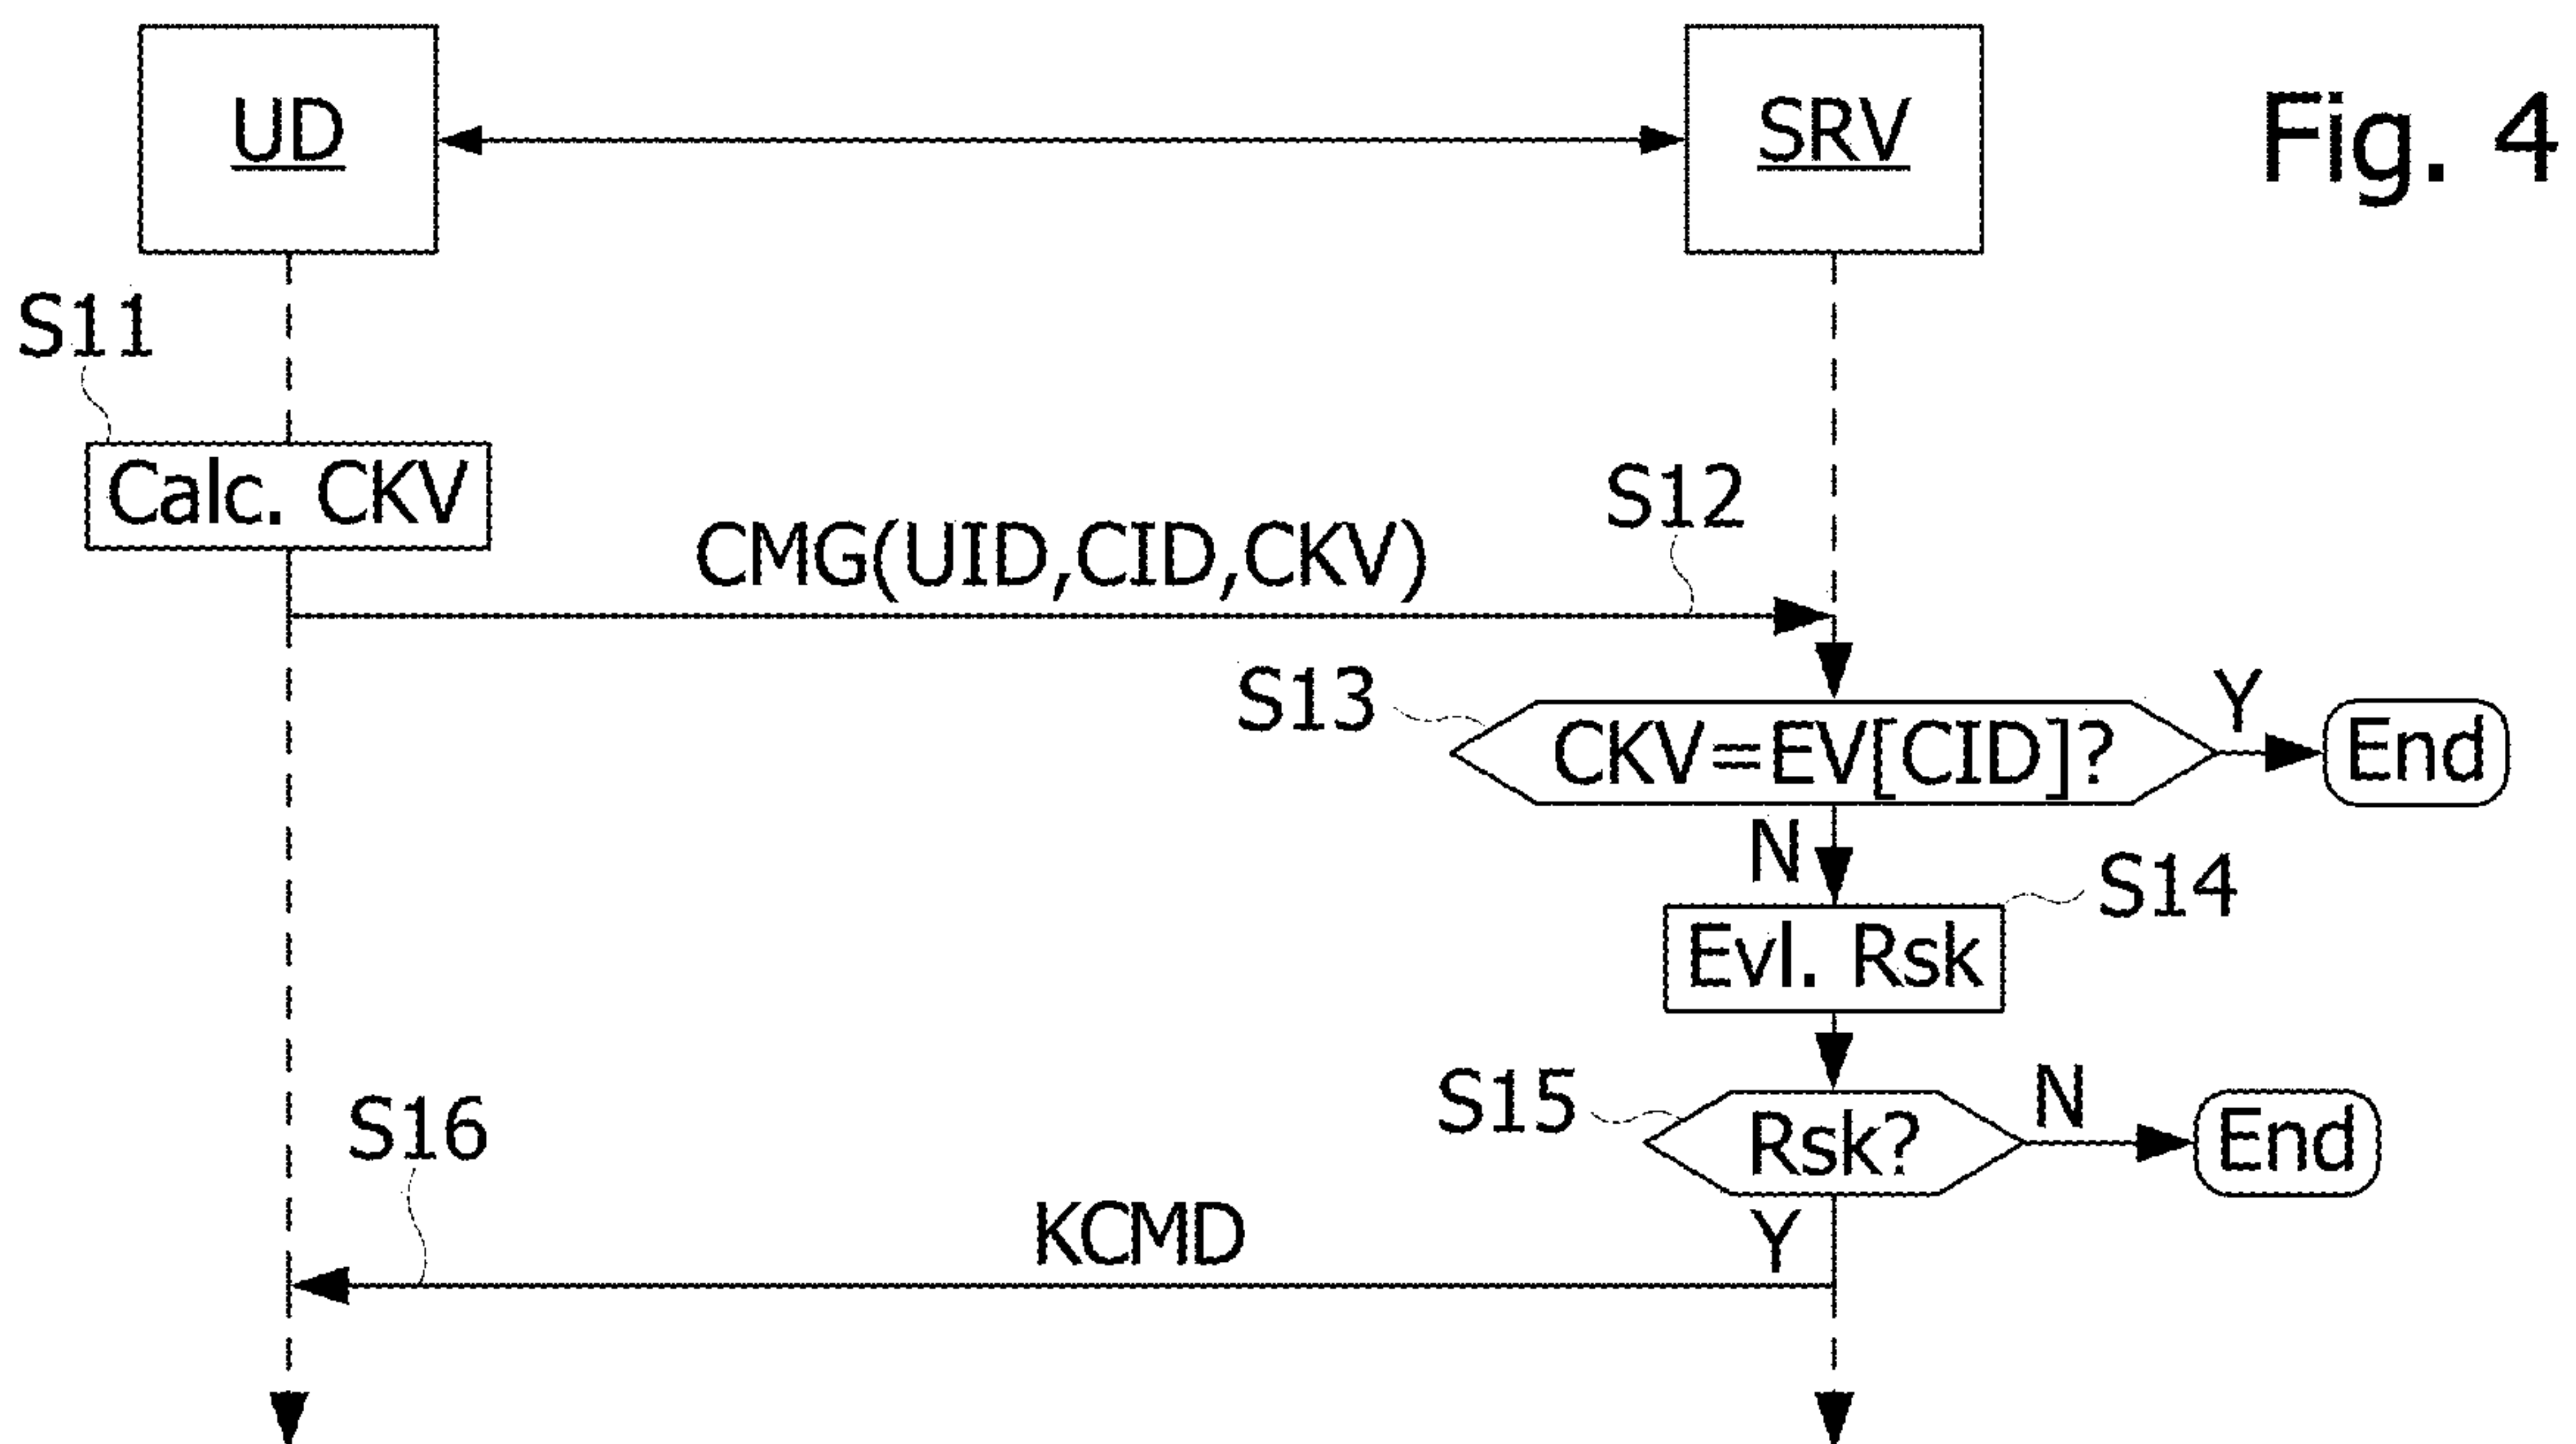 UD
SRV
Fig. 4
S11
Calc. CKV
S12
CMG(UID,CID,CKV)
S13
CKV=EV[CID]?
Y
End
N
S14
Evl. Rsk
S15
Rsk?
N
End
S16
KCMD
Y